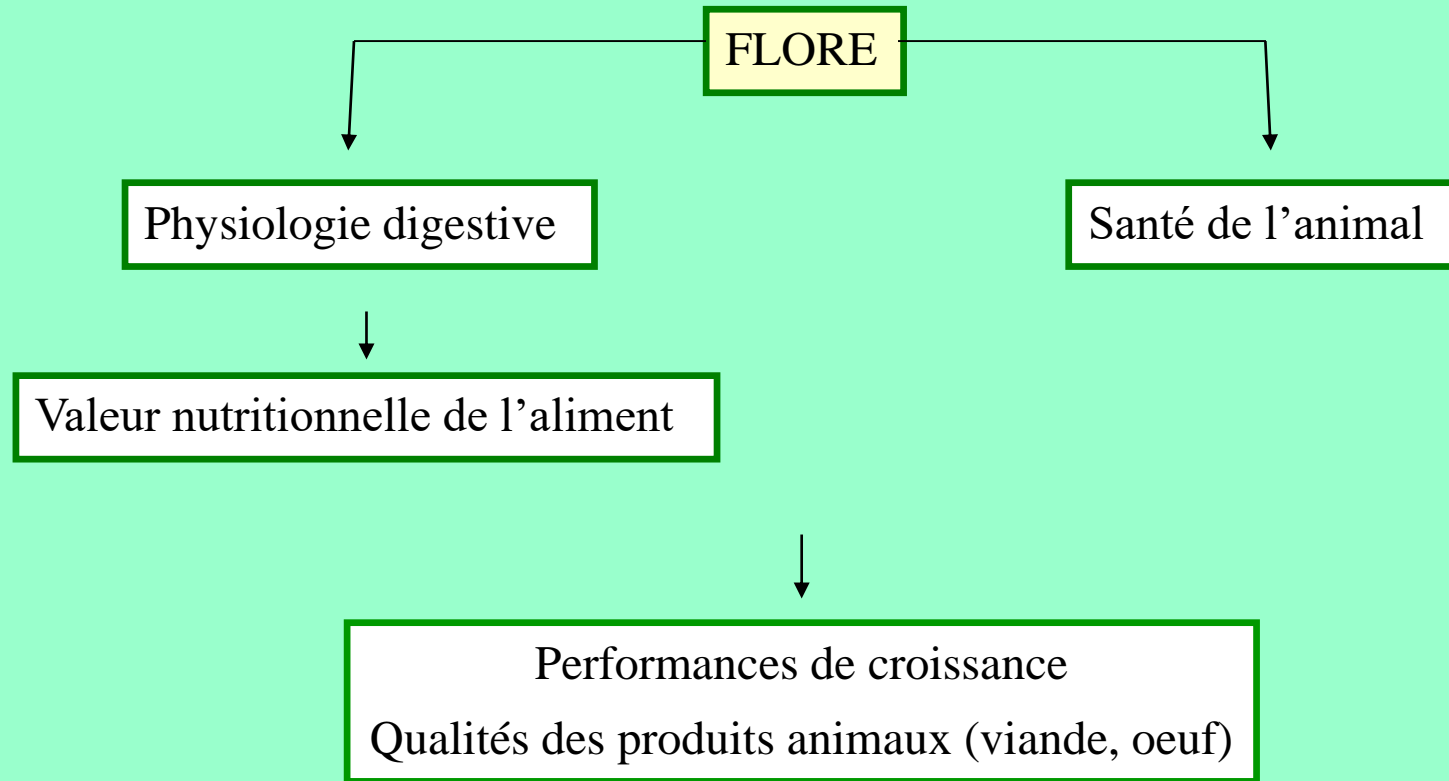 FLORE
Physiologie digestive
Santé de l’animal
Valeur nutritionnelle de l’aliment
Performances de croissance
Qualités des produits animaux (viande, oeuf)